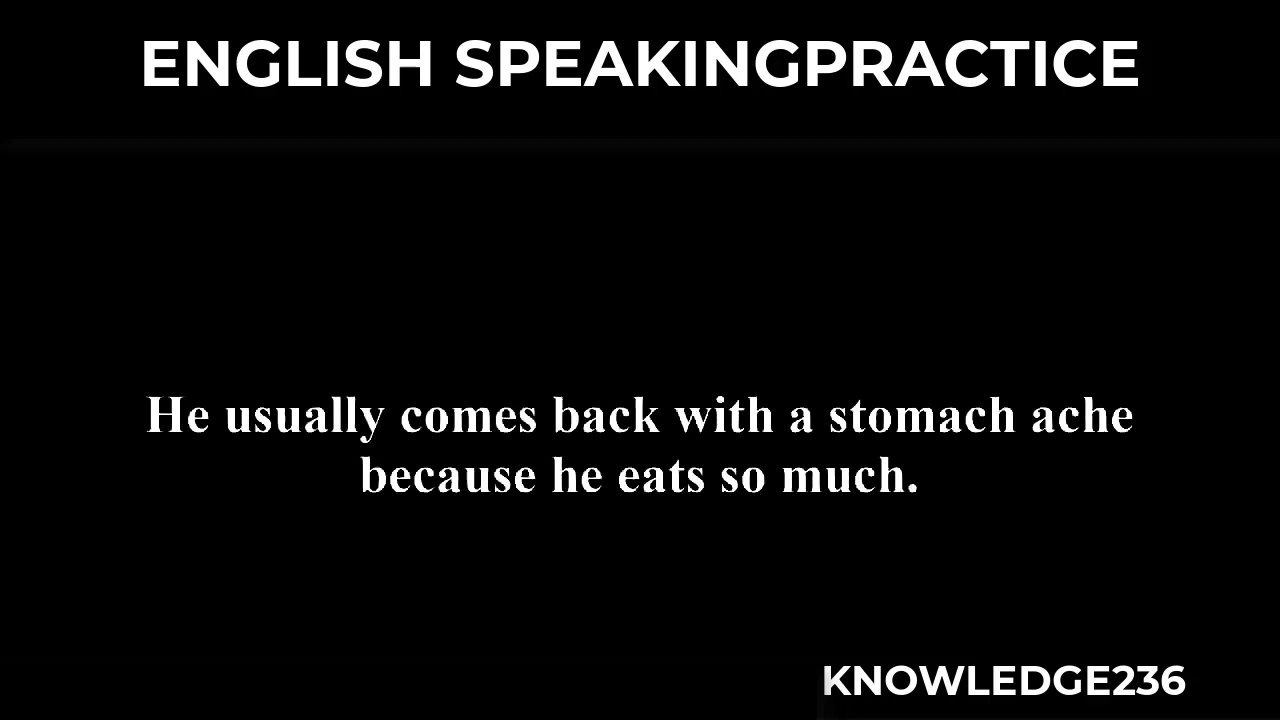 ENGLISH SPEAKINGPRACTICE
He usually comes back with a stomach ache
because he eats so much.
KNOWLEDGE236